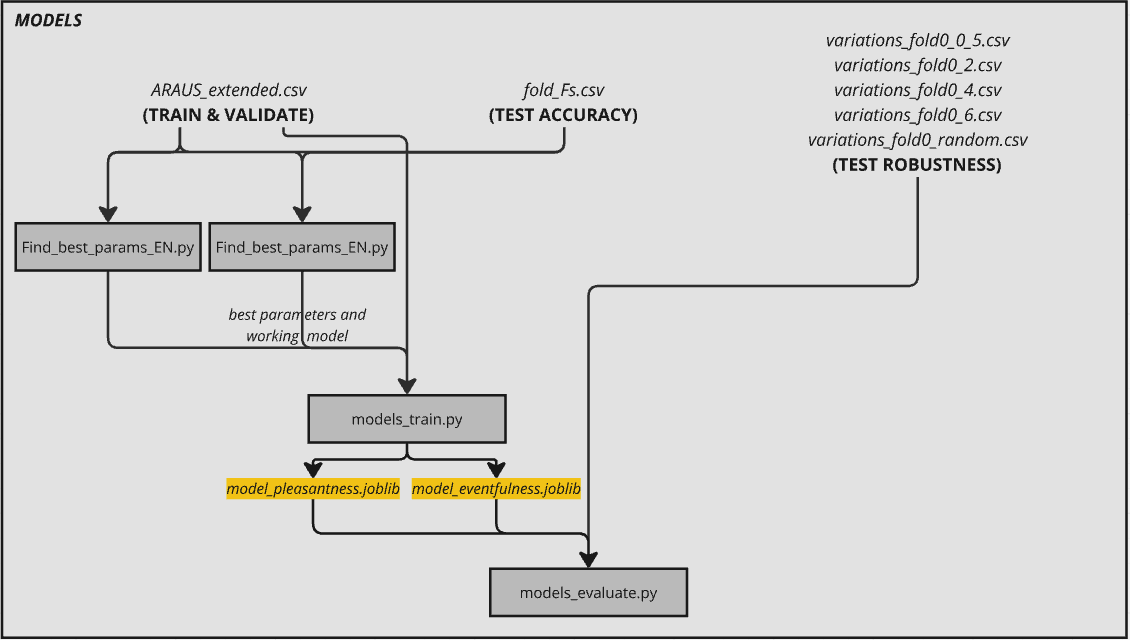 MODELS
variations_fold0_0_5.csv
variations_fold0_2.csv
variations_fold0_4.csv
variations_fold0_6.csv
variations_fold0_random.csv
(TEST ROBUSTNESS)
ARAUS_extended.csv
(TRAIN & VALIDATE)
fold_Fs.csv
(TEST ACCURACY)
Find_best_params_EN.py
Find_best_params_EN.py
best parameters and
working model
models_train.py
model_pleasantness.joblib
model_eventfulness.joblib
models_evaluate.py